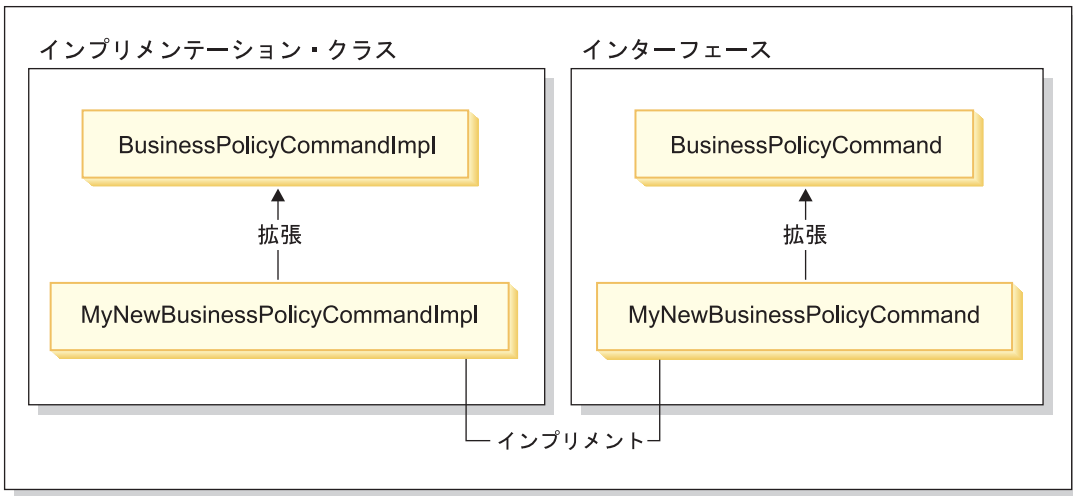 インプリメンテーション・クラス
BusinessPolicyCommandImpl
拡張
MyNewBusinessPolicyCommandImpl
インターフェース
BusinessPolicyCommand
拡張
MyNewBusinessPolicyCommand
インプリメント